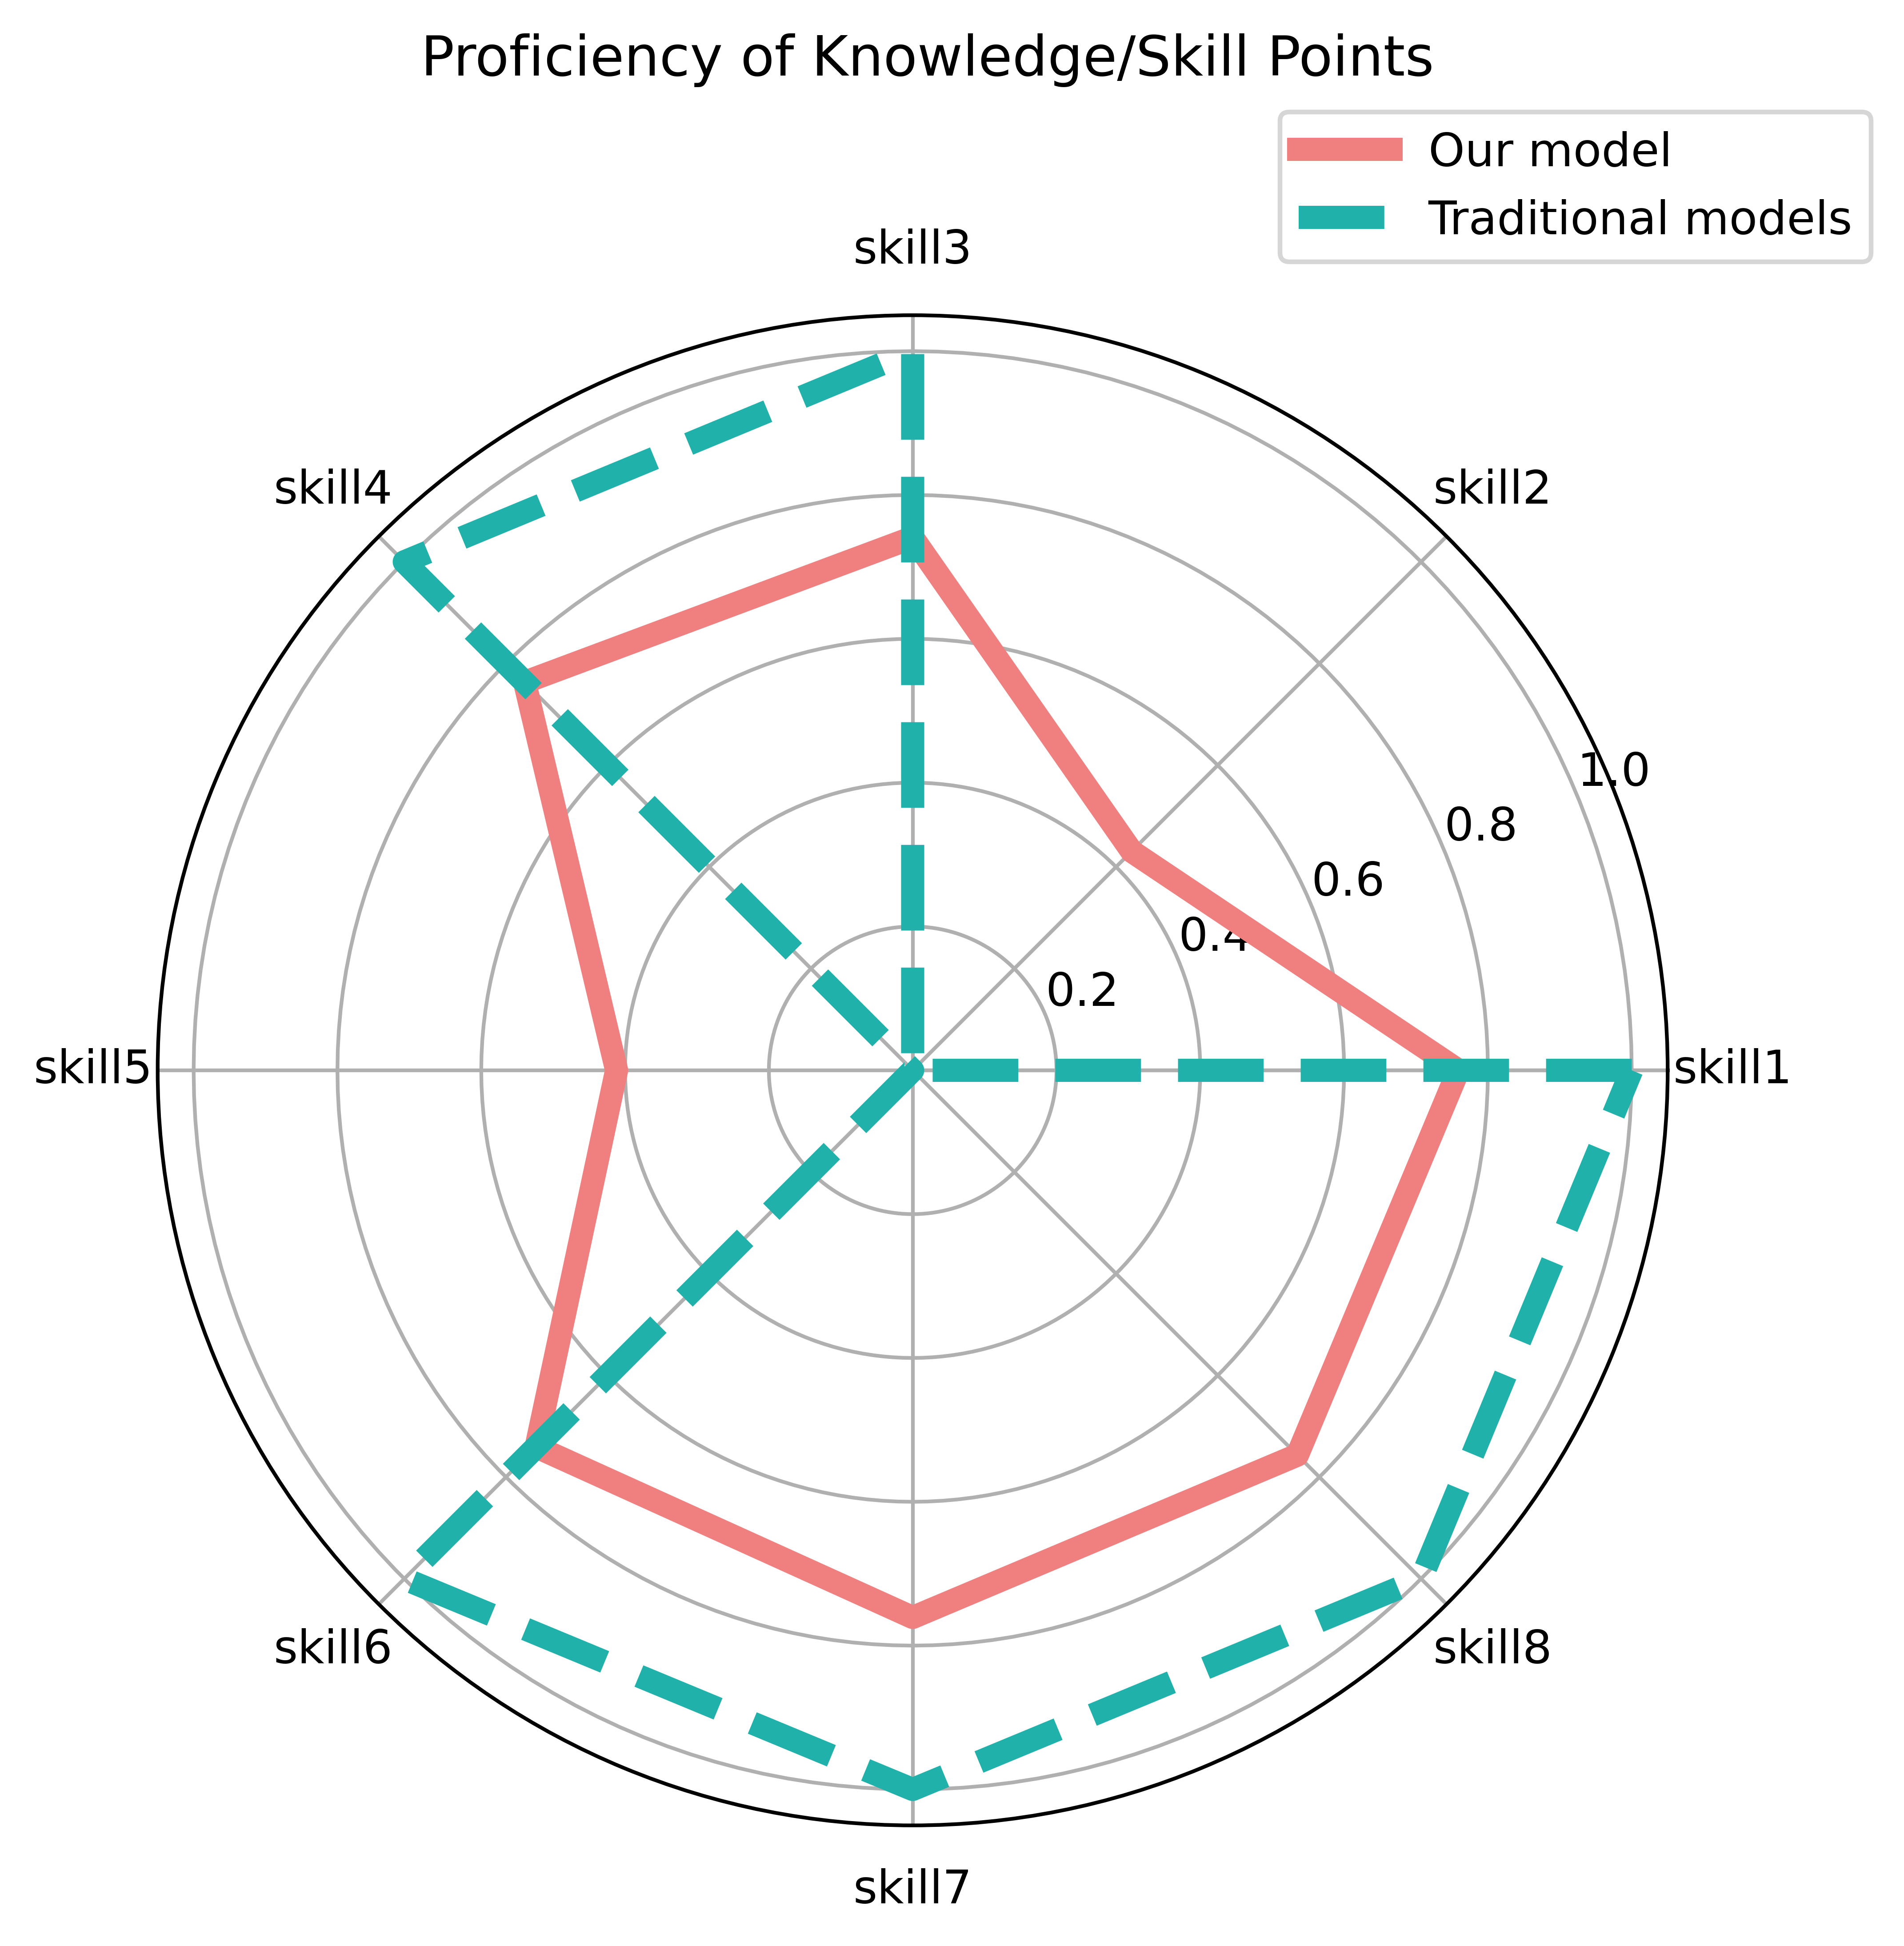 Proficiency of Knowledge/Skill Points
Our model
Traditional models
skill3
skill4
skill2
1.0
0.8
0.6
0.4
0.2
skill5
skill1
skill6
skill8
skill7